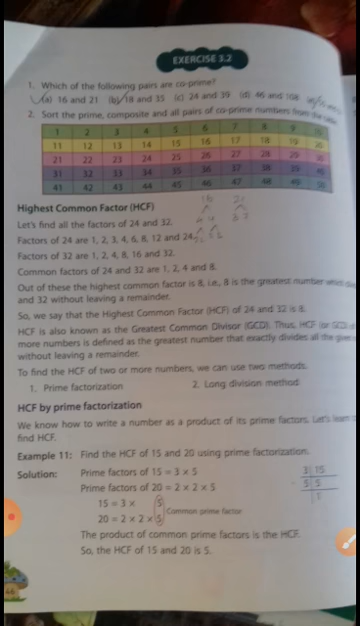 EXERCISE 3.2
1. Which of the following pairs are co-prime?
(a) 16 and 21 (b) 18 and 35 (c) 24 and 39 (d) 46 and 108
2. Sort the prime, composite and all pairs of co-prime numbers from the
1 2 3 4 5 6 7 8 9 10
11 12 13 14 15 16 17 18 19 20
21 22 23 24 25 26 27 28 29 30
31 32 33 34 35 36 37 38 39 40
41 42 43 44 45 46 47 48 49 50
Highest Common Factor (HCF)
Let's find all the factors of 24 and 32.
Factors of 24 are 1, 2, 3, 4, 6, 8, 12 and 24.
Factors of 32 are 1, 2, 4, 8, 16 and 32.
Common factors of 24 and 32 are 1, 2, 4 and 8.
Out of these the highest common factor is 8, i.e., 8 is the greatest number which
and 32 without leaving a remainder.
So, we say that the Highest Common Factor (HCF) of 24 and 32 is 8.
HCF is also known as the Greatest Common Divisor (GCD). Thus, HCF (or GCD)
more numbers is defined as the greatest number that exactly divides all the
without leaving a remainder.
To find the HCF of two or more numbers, we can use two methods.
1. Prime factorization 2. Long division method
HCF by prime factorization
We know how to write a number as a product of its prime factors. Let's learn
find HCF.
Example 11: Find the HCF of 15 and 20 using prime factorization.
Solution: Prime factors of 15 = 3 × 5
Prime factors of 20 = 2 × 2 × 5
15 = 3 × 5
20 = 2 × 2 × 5
Common prime factor
3 15
5 5
1
The product of common prime factors is the HCF.
So, the HCF of 15 and 20 is 5.